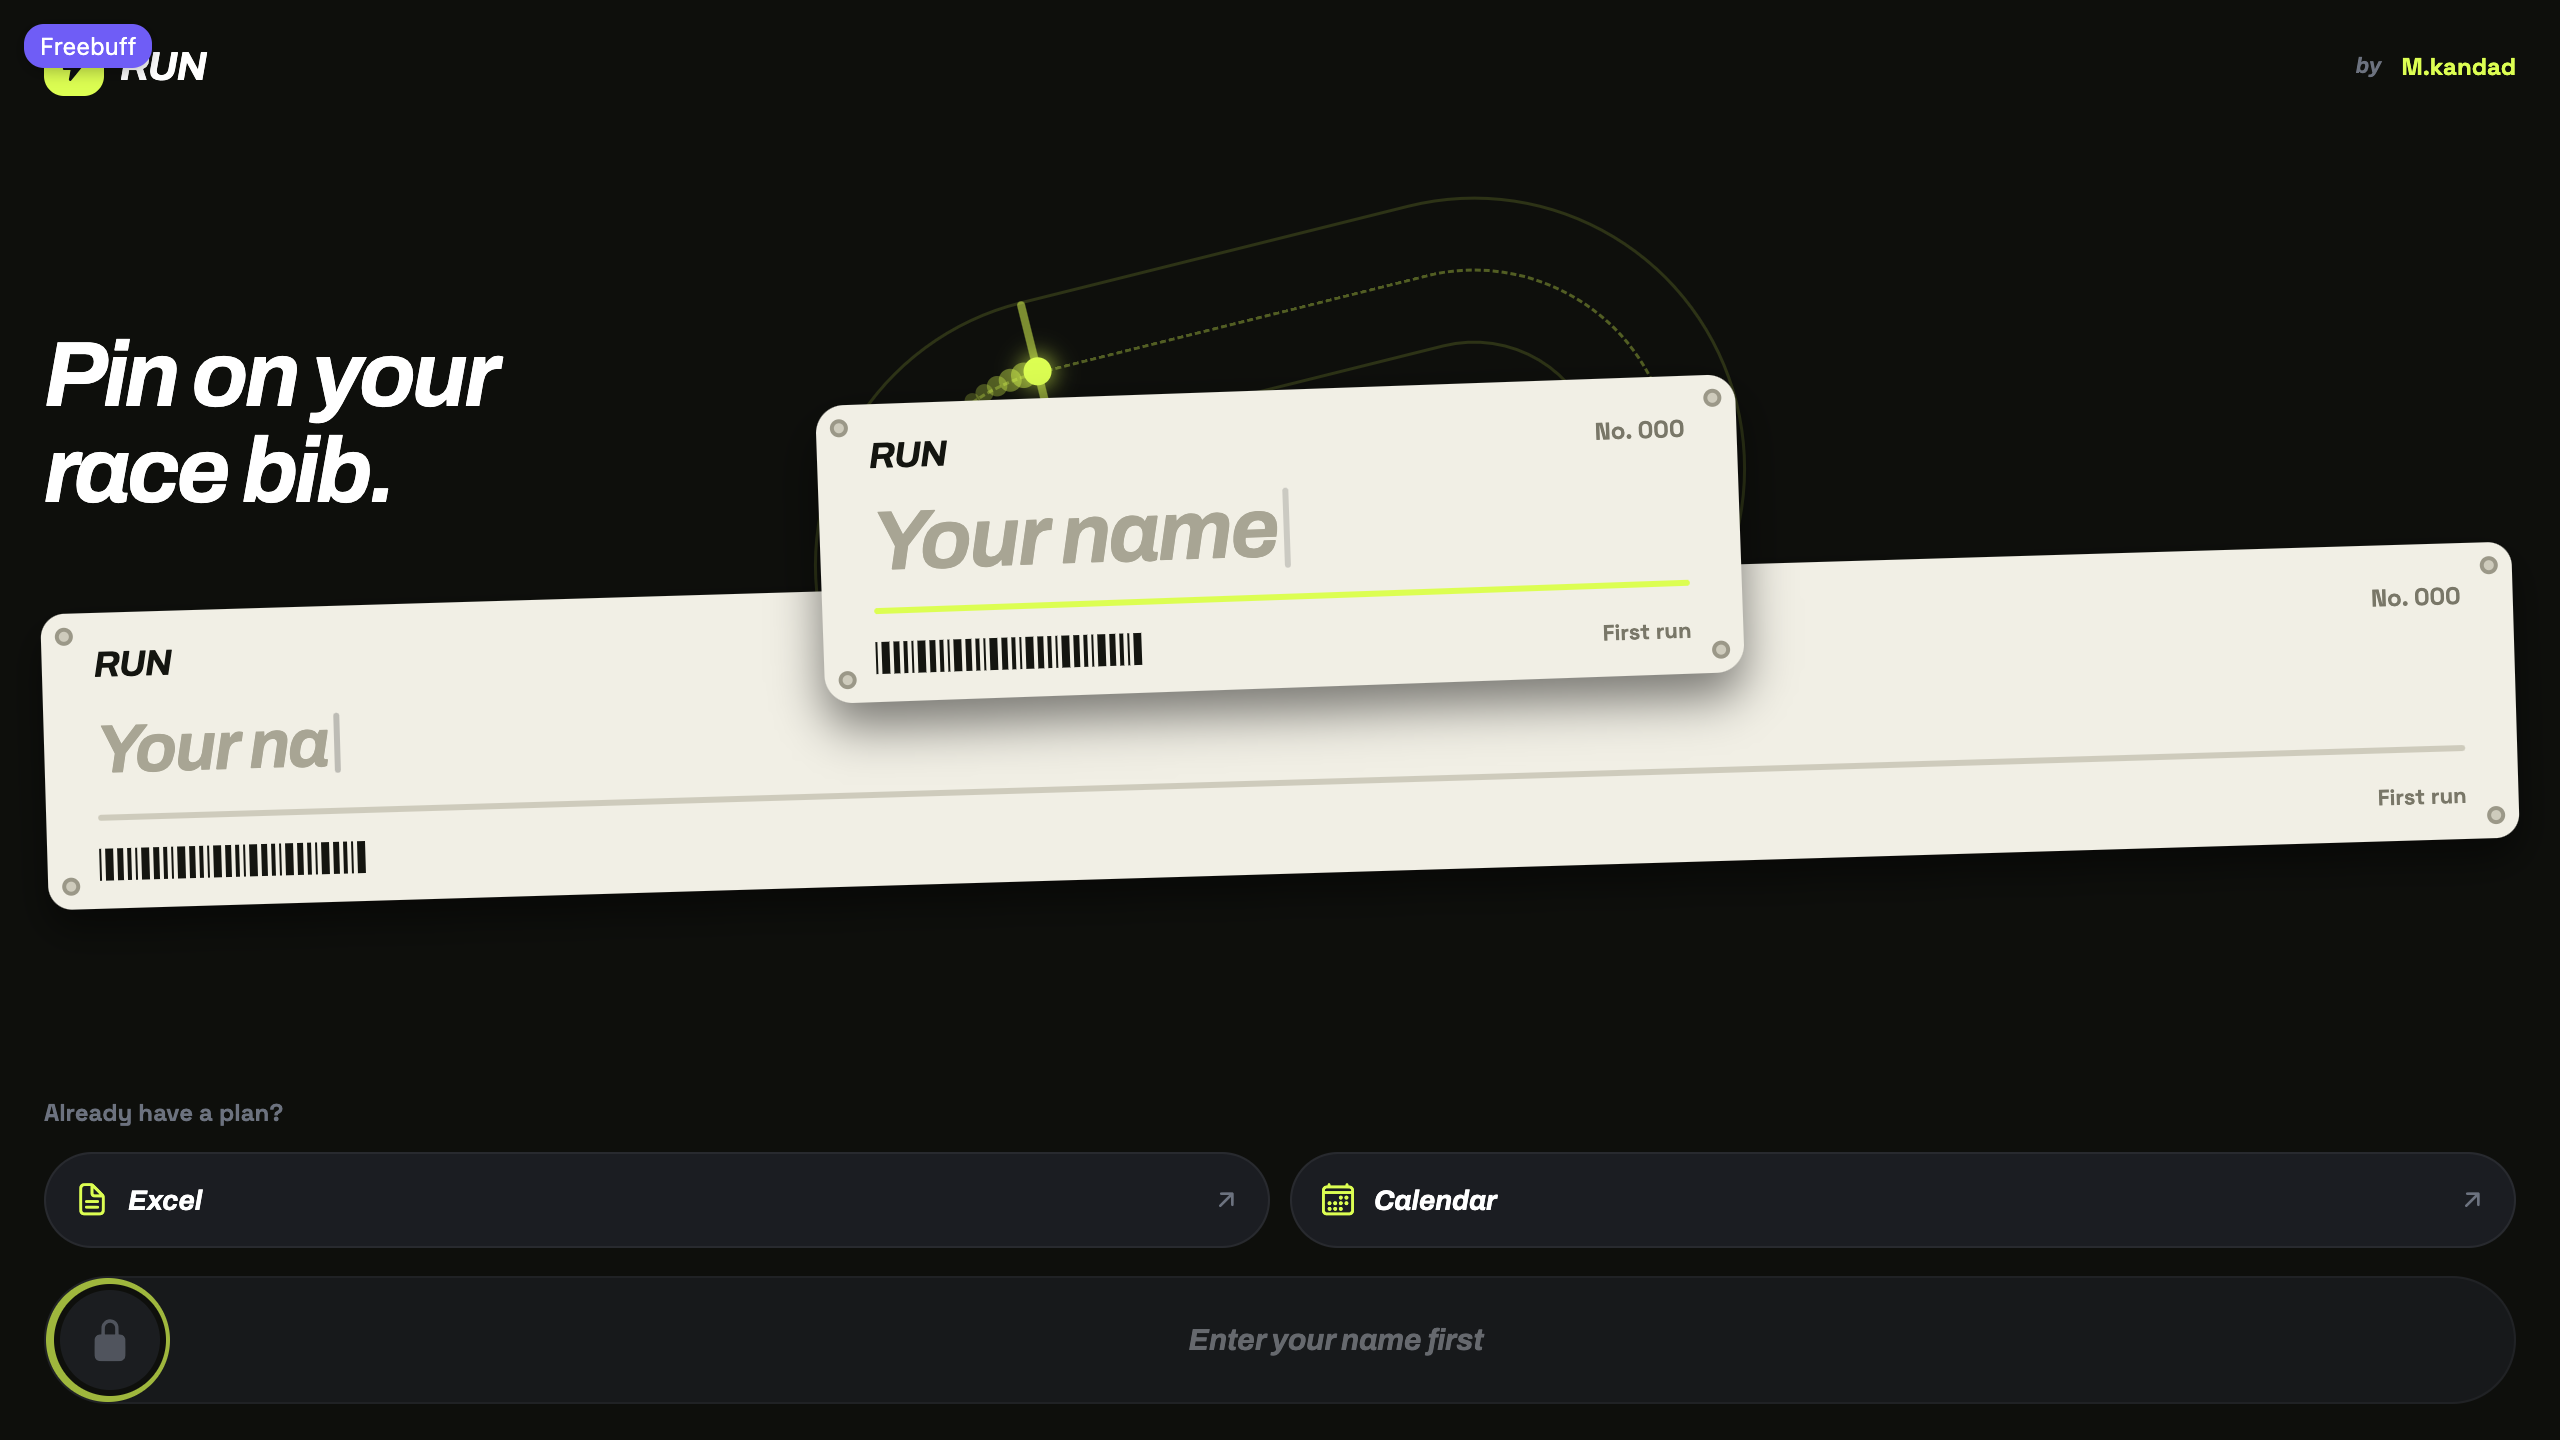 Freebuff
RUN
by M.kandad
Pin on your
race bib.
RUN
No. 000
Your name
First run
RUN
No. 000
Your na
First run
Already have a plan?
Excel
Calendar
Enter your name first